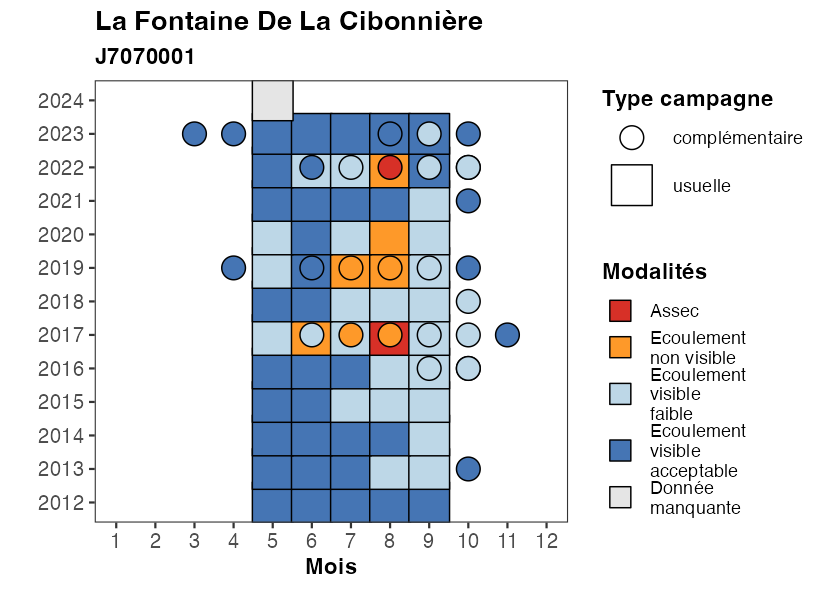 La Fontaine De La Cibonnière
J7070001
2024
2023
2022
2021
2020
2019
2018
2017
2016
2015
2014
2013
2012
1 2 3 4 5 6 7 8 9 10 11 12
Mois
Type campagne
complémentaire
usuelle
Modalités
Assec
Ecoulement
non visible
Ecoulement
visible
faible
Ecoulement
visible
acceptable
Donnée
manquante